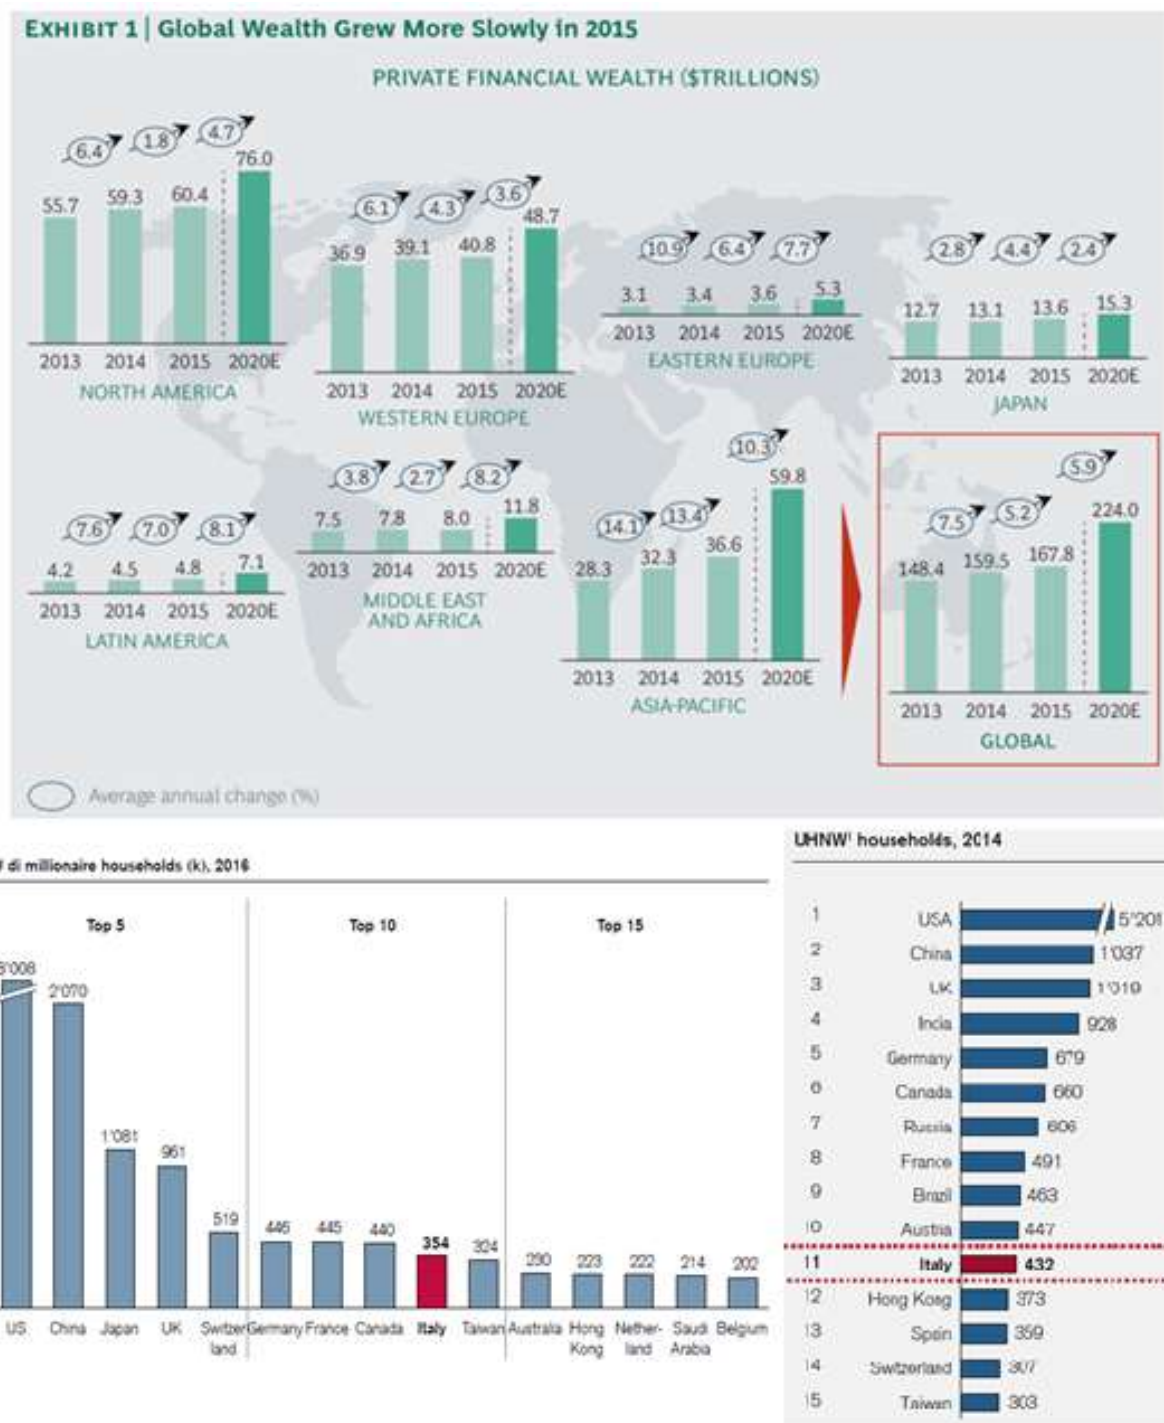 EXHIBIT 1 | Global Wealth Grew More Slowly in 2015
PRIVATE FINANCIAL WEALTH ($TRILLIONS)
6.4 1.8 4.7
55.7 59.3 60.4 76.0
2013 2014 2015 2020E
NORTH AMERICA
6.1 4.3 3.6
36.9 39.1 40.8 48.7
2013 2014 2015 2020E
WESTERN EUROPE
10.9 6.4 7.7
3.1 3.4 3.6 5.3
2013 2014 2015 2020E
EASTERN EUROPE
2.8 4.4 2.4
12.7 13.1 13.6 15.3
2013 2014 2015 2020E
JAPAN
7.6 7.0 8.1
4.2 4.5 4.8 7.1
2013 2014 2015 2020E
LATIN AMERICA
3.8 2.7 8.2
7.5 7.8 8.0 11.8
2013 2014 2015 2020E
MIDDLE EAST
AND AFRICA
14.1 13.4 10.3
28.3 32.3 36.6 59.8
2013 2014 2015 2020E
ASIA-PACIFIC
7.5 5.2 5.9
148.4 159.5 167.8 224.0
2013 2014 2015 2020E
GLOBAL
Average annual change (%)
di millionaire households (k), 2016
Top 5 Top 10 Top 15
2'070 1'081 961 519 446 445 440 354 324 230 223 222 214 202
US China Japan UK Switzerland Germany France Canada Italy Taiwan Australia Hong Kong Nether-land Saudi Arabia Belgium
UHNW¹ households, 2014
1 USA 5'201
2 China 1'037
3 UK 1'019
4 India 928
5 Germany 679
6 Canada 660
7 Russia 606
8 France 491
9 Brazil 463
10 Austria 447
11 Italy 432
12 Hong Kong 373
13 Spain 359
14 Switzerland 307
15 Taiwan 303